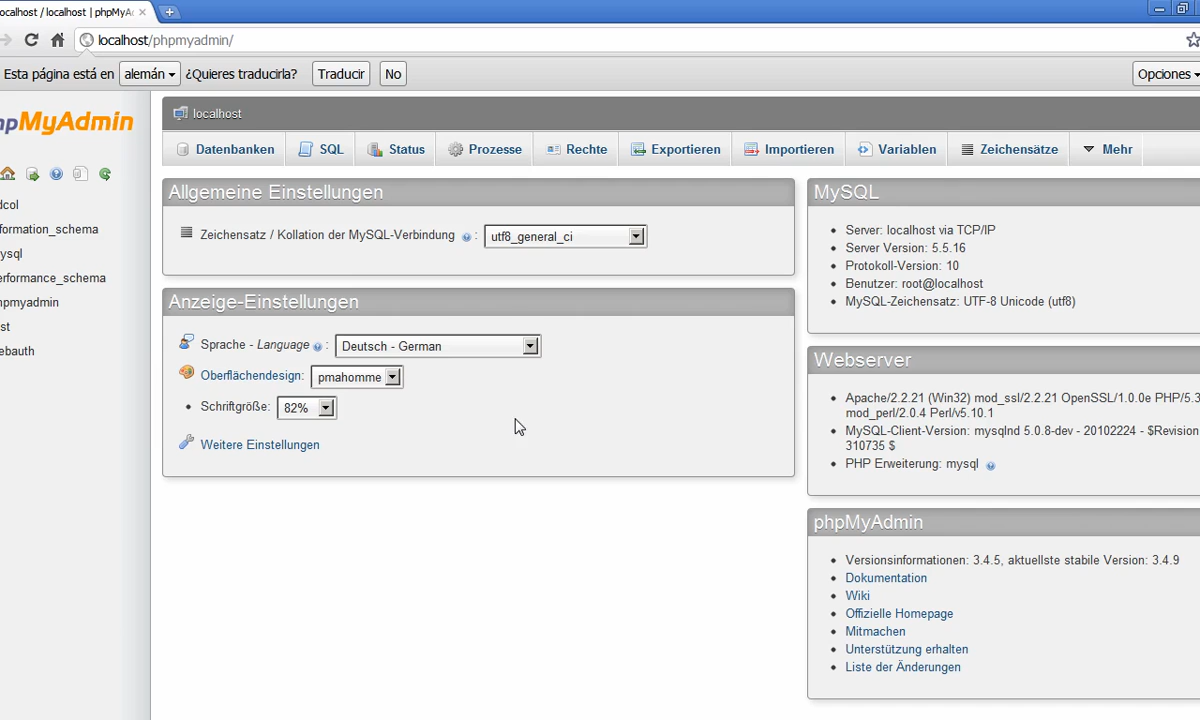 ocalhost / localhost | phpMyA
localhost/phpmyadmin/
Esta página está en alemán ¿Quieres traducirla? Traducir No Opciones
hpMyAdmin
dcol
formation_schema
ysql
erformance_schema
hpmyadmin
st
ebauth
localhost
Datenbanken SQL Status Prozesse Rechte Exportieren Importieren Variablen Zeichensätze Mehr
Allgemeine Einstellungen
Zeichensatz / Kollation der MySQL-Verbindung : utf8_general_ci
Anzeige-Einstellungen
Sprache - Language : Deutsch - German
Oberflächendesign: pmahomme
Schriftgröße: 82%
Weitere Einstellungen
MySQL
Server: localhost via TCP/IP
Server Version: 5.5.16
Protokoll-Version: 10
Benutzer: root@localhost
MySQL-Zeichensatz: UTF-8 Unicode (utf8)
Webserver
Apache/2.2.21 (Win32) mod_ssl/2.2.21 OpenSSL/1.0.0e PHP/5.3
mod_perl/2.0.4 Perl/v5.10.1
MySQL-Client-Version: mysqlnd 5.0.8-dev - 20102224 - $Revision
310735 $
PHP Erweiterung: mysql
phpMyAdmin
Versionsinformationen: 3.4.5, aktuellste stabile Version: 3.4.9
Dokumentation
Wiki
Offizielle Homepage
Mitmachen
Unterstützung erhalten
Liste der Änderungen